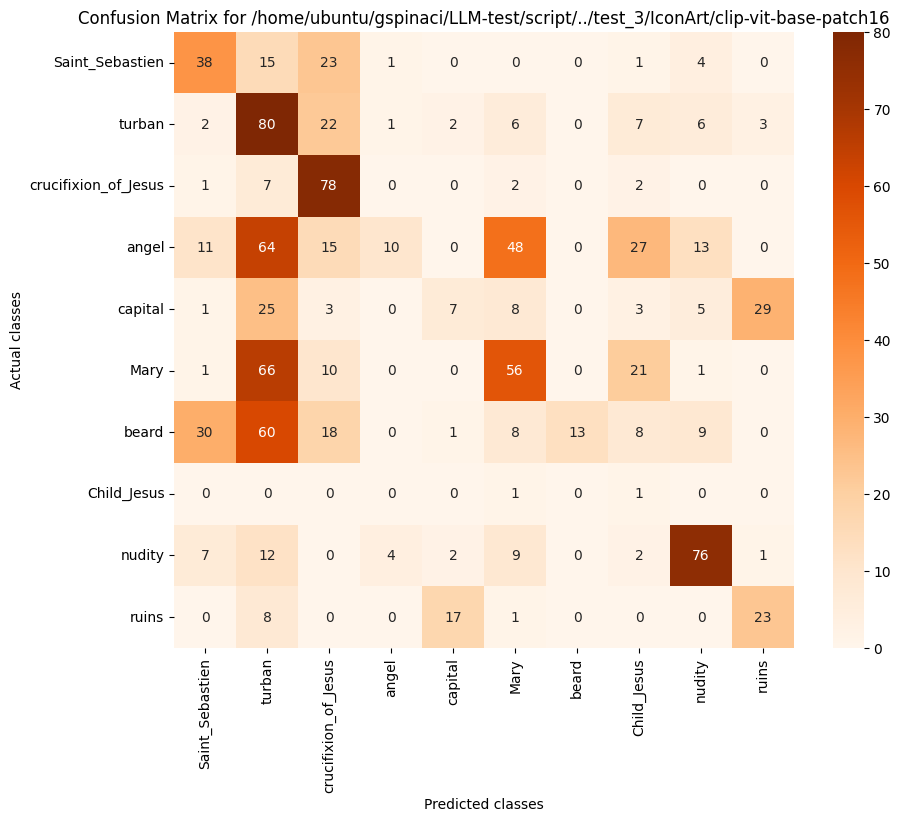 Confusion Matrix for /home/ubuntu/gspinaci/LLM-test/script/../test_3/IconArt/clip-vit-base-patch16
Saint_Sebastien 38 15 23 1 0 0 0 1 4 0
turban 2 80 22 1 2 6 0 7 6 3
crucifixion_of_Jesus 1 7 78 0 0 2 0 2 0 0
angel 11 64 15 10 0 48 0 27 13 0
capital 1 25 3 0 7 8 0 3 5 29
Mary 1 66 10 0 0 56 0 21 1 0
beard 30 60 18 0 1 8 13 8 9 0
Child_Jesus 0 0 0 0 0 1 0 1 0 0
nudity 7 12 0 4 2 9 0 2 76 1
ruins 0 8 0 0 17 1 0 0 0 23
Saint_Sebastien turban crucifixion_of_Jesus angel capital Mary beard Child_Jesus nudity ruins
Predicted classes
Actual classes
80
70
60
50
40
30
20
10
0